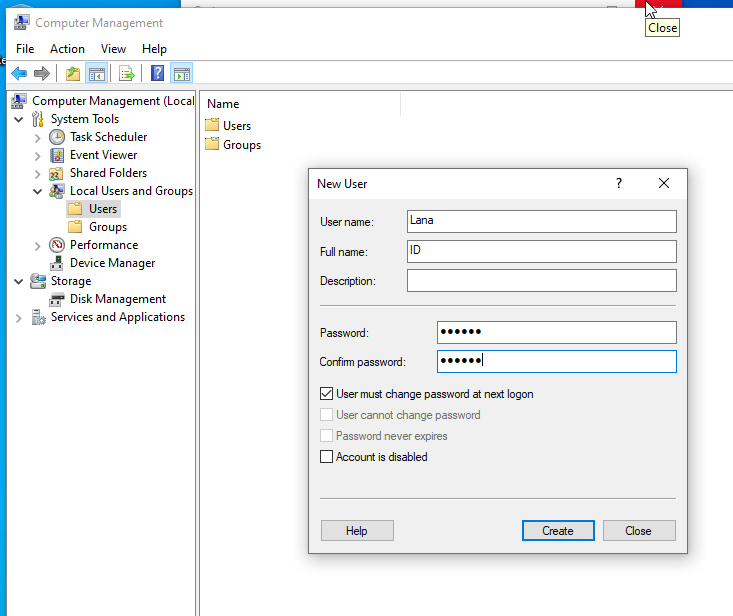 Computer Management
Close
File Action View Help
Computer Management (Local
System Tools
Task Scheduler
Event Viewer
Shared Folders
Local Users and Groups
Users
Groups
Performance
Device Manager
Storage
Disk Management
Services and Applications
Name
Users
Groups
New User
User name: Lana
Full name: ID
Description:
Password: ●●●●●●
Confirm password: ●●●●●●
User must change password at next logon
User cannot change password
Password never expires
Account is disabled
Help Create Close